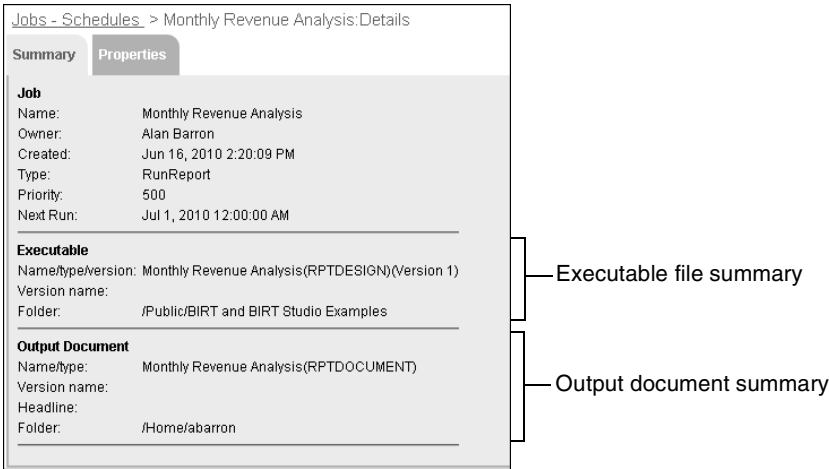 Jobs - Schedules > Monthly Revenue Analysis:Details
Summary Properties
Job
Name: Monthly Revenue Analysis
Owner: Alan Barron
Created: Jun 16, 2010 2:20:09 PM
Type: RunReport
Priority: 500
Next Run: Jul 1, 2010 12:00:00 AM
Executable
Name/type/version: Monthly Revenue Analysis(RPTDESIGN)(Version 1)
Version name:
Folder: /Public/BIRT and BIRT Studio Examples
Executable file summary
Output Document
Name/type: Monthly Revenue Analysis(RPTDOCUMENT)
Version name:
Headline:
Folder: /Home/abarron
Output document summary